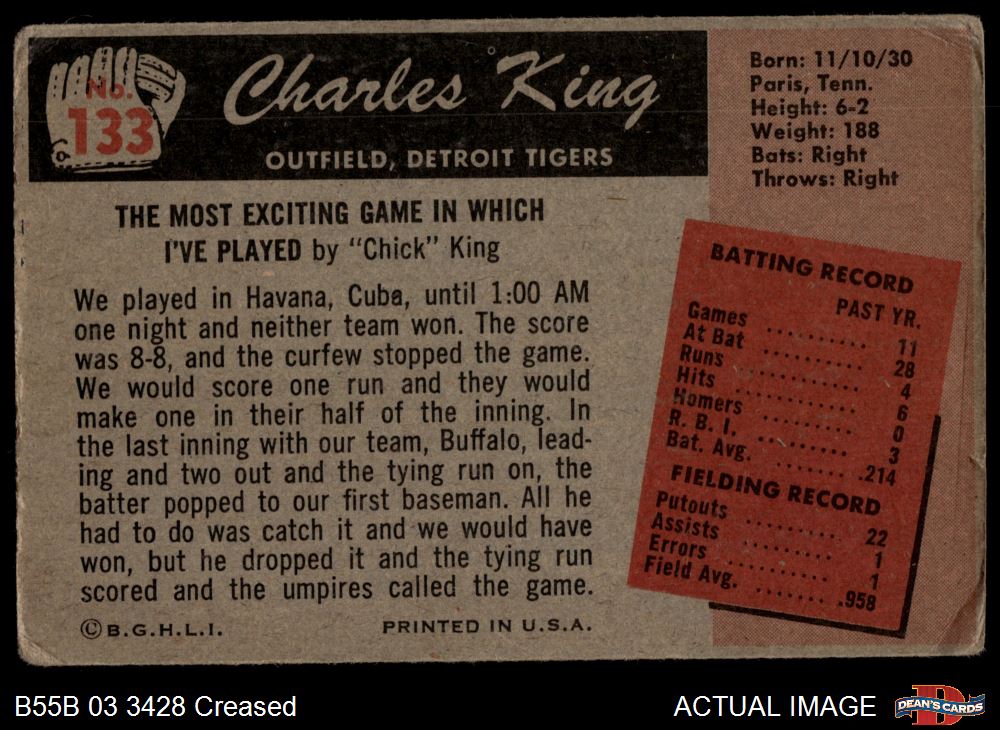 No.
133
Charles King
OUTFIELD, DETROIT TIGERS
Born: 11/10/30
Paris, Tenn.
Height: 6-2
Weight: 188
Bats: Right
Throws: Right
THE MOST EXCITING GAME IN WHICH
I'VE PLAYED by "Chick" King
We played in Havana, Cuba, until 1:00 AM
one night and neither team won. The score
was 8-8, and the curfew stopped the game.
We would score one run and they would
make one in their half of the inning. In
the last inning with our team, Buffalo, lead-
ing and two out and the tying run on, the
batter popped to our first baseman. All he
had to do was catch it and we would have
won, but he dropped it and the tying run
scored and the umpires called the game.
©B.G.H.L.I. PRINTED IN U.S.A.
BATTING RECORD
PAST YR.
Games ......... 11
At Bat ......... 28
Runs ......... 4
Hits ......... 6
Homers ......... 0
R. B. I. ......... 3
Bat. Avg. ....... .214
FIELDING RECORD
Putouts ......... 22
Assists ......... 1
Errors ......... 1
Field Avg. ....... .958
B55B 03 3428 Creased
ACTUAL IMAGE
D
DEAN'S CARDS